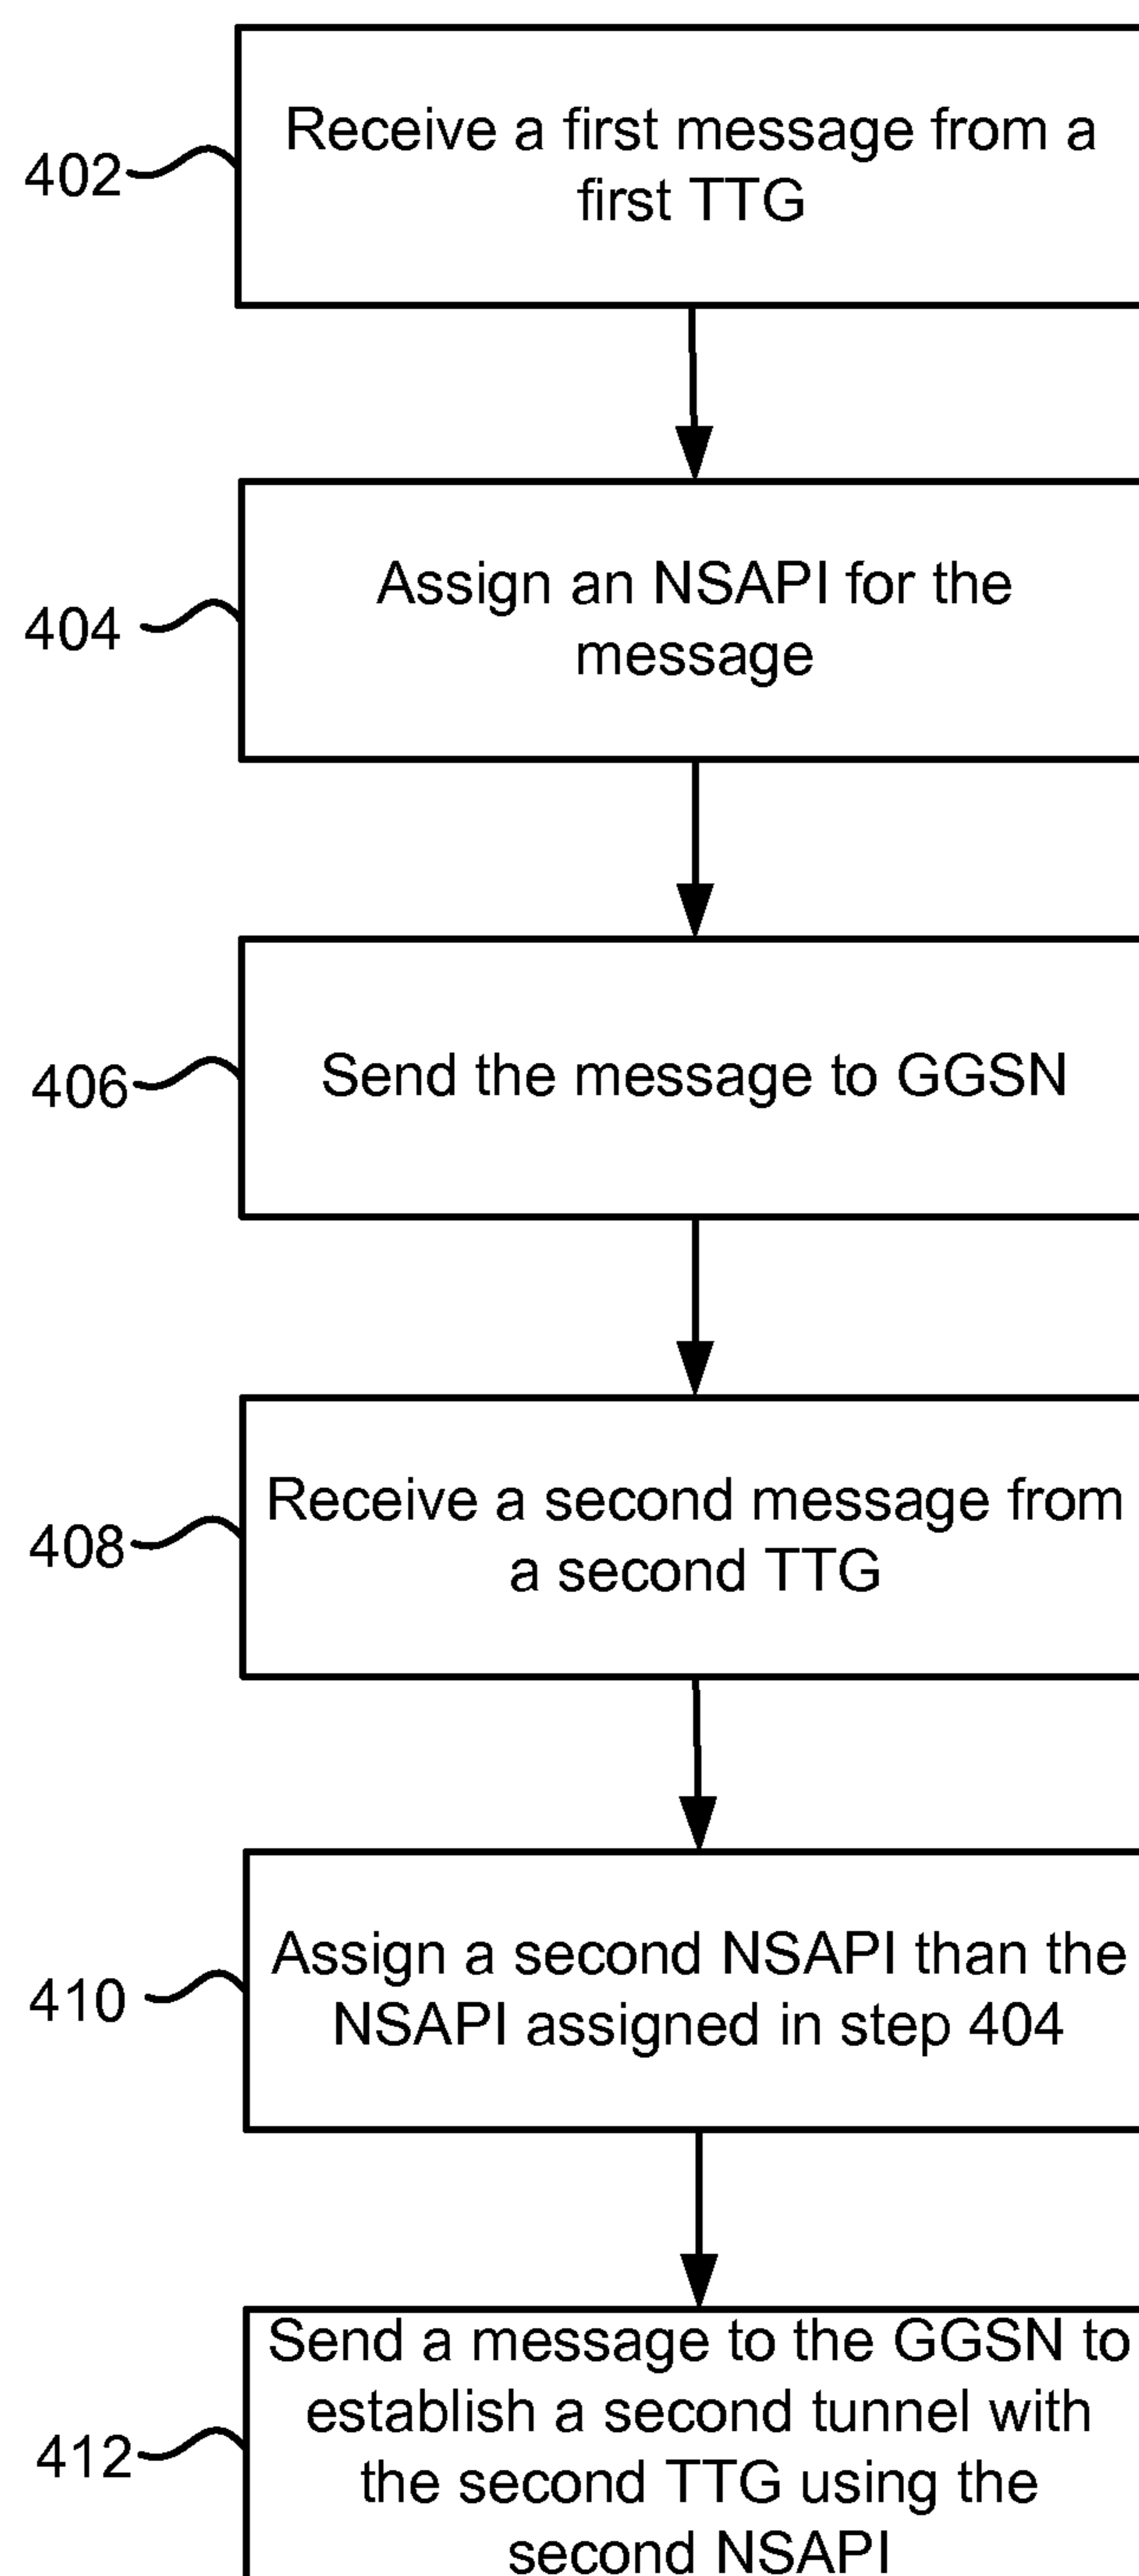 Receive a first message from a
first TTG
402
Assign an NSAPI for the
message
404
Send the message to GGSN
406
Receive a second message from
a second TTG
408
Assign a second NSAPI than the
NSAPI assigned in step 404
410
Send a message to the GGSN to
establish a second tunnel with
the second TTG using the
second NSAPI
412